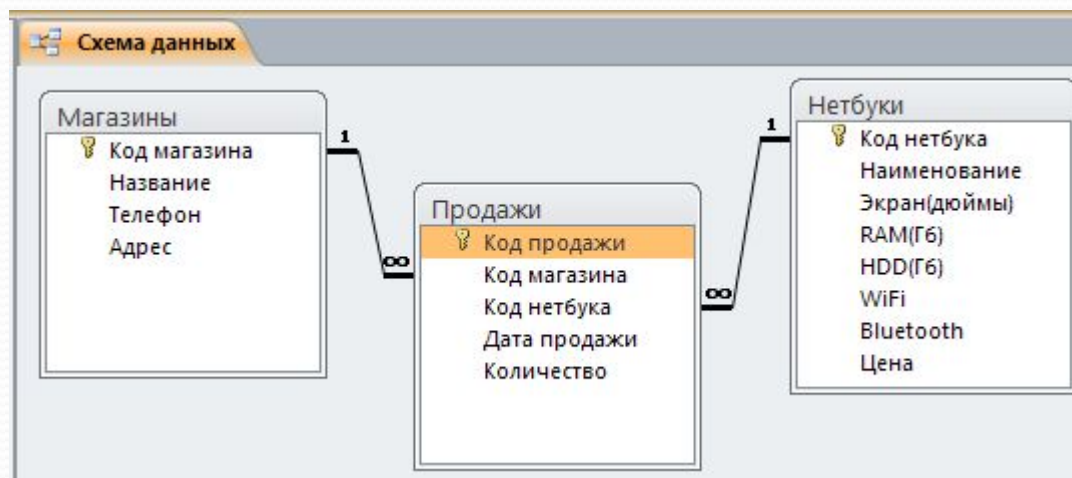 Схема данных
Магазины
Код магазина
Название
Телефон
Адрес
1
∞
Продажи
Код продажи
Код магазина
Код нетбука
Дата продажи
Количество
1
∞
Нетбуки
Код нетбука
Наименование
Экран(дюймы)
RAM(Гб)
HDD(Гб)
WiFi
Bluetooth
Цена